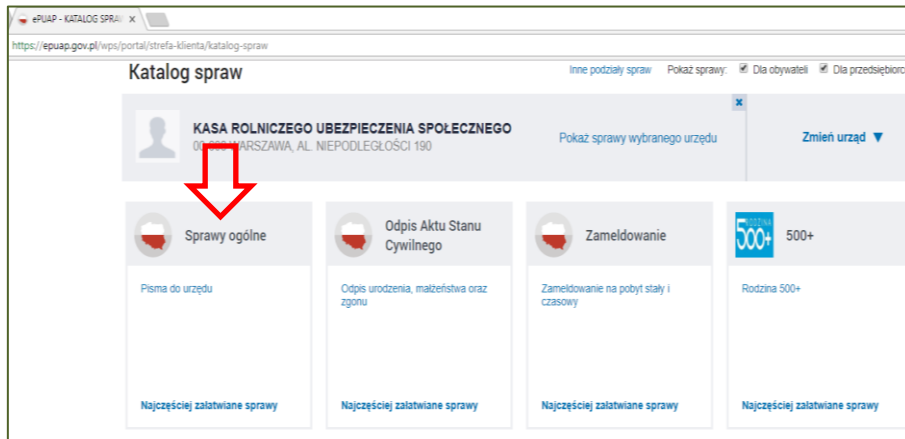 ePUAP - KATALOG SPRAW x
https://epuap.gov.pl/wps/portal/strefa-klienta/katalog-spraw
Katalog spraw
Inne podziały spraw Pokaż sprawy: Dla obywateli Dla przedsiębiorc
x
KASA ROLNICZEGO UBEZPIECZENIA SPOŁECZNEGO
WARSZAWA, AL. NIEPODLEGŁOŚCI 190
Pokaż sprawy wybranego urzędu
Zmień urząd ▼
Sprawy ogólne
Odpis Aktu Stanu
Cywilnego
Zameldowanie
RODZINA
500+
500+
Pisma do urzędu
Odpis urodzenia, małżeństwa oraz
zgonu
Zameldowanie na pobyt stały i
czasowy
Rodzina 500+
Najczęściej załatwiane sprawy
Najczęściej załatwiane sprawy
Najczęściej załatwiane sprawy
Najczęściej załatwiane sprawy